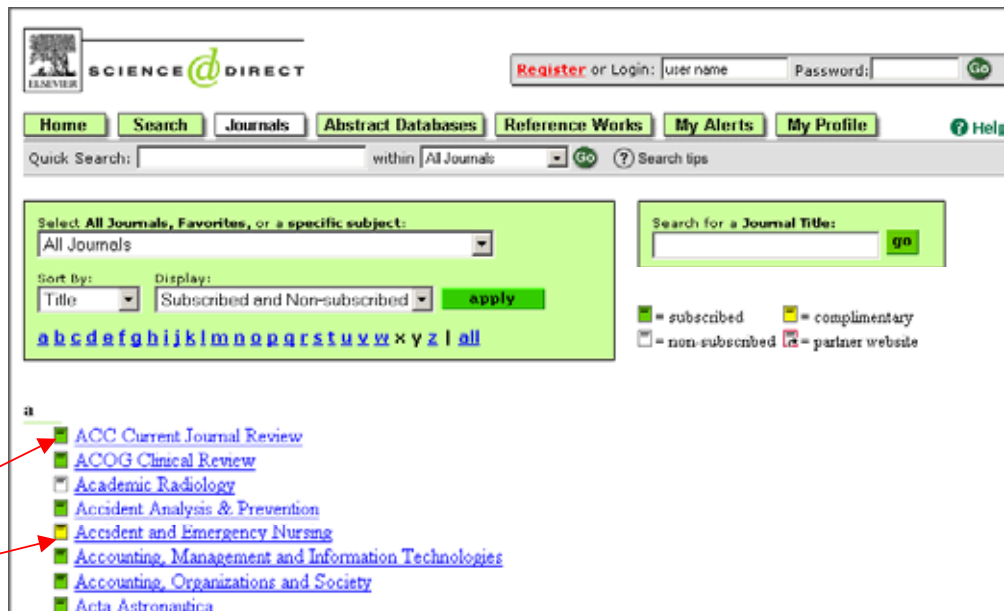 ELSEVIER
SCIENCE @ DIRECT
Register or Login: user name Password: Go
Home Search Journals Abstract Databases Reference Works My Alerts My Profile ? Help
Quick Search: within All Journals Go ? Search tips
Select All Journals, Favorites, or a specific subject:
All Journals
Sort By: Display:
Title Subscribed and Non-subscribed apply
a b c d e f g h i j k l m n o p q r s t u v w x y z | all
Search for a Journal Title:
go
= subscribed = complimentary
= non-subscribed = partner website
a
ACC Current Journal Review
ACOG Clinical Review
Academic Radiology
Accident Analysis & Prevention
Accident and Emergency Nursing
Accounting, Management and Information Technologies
Accounting, Organizations and Society
Acta Astronautica